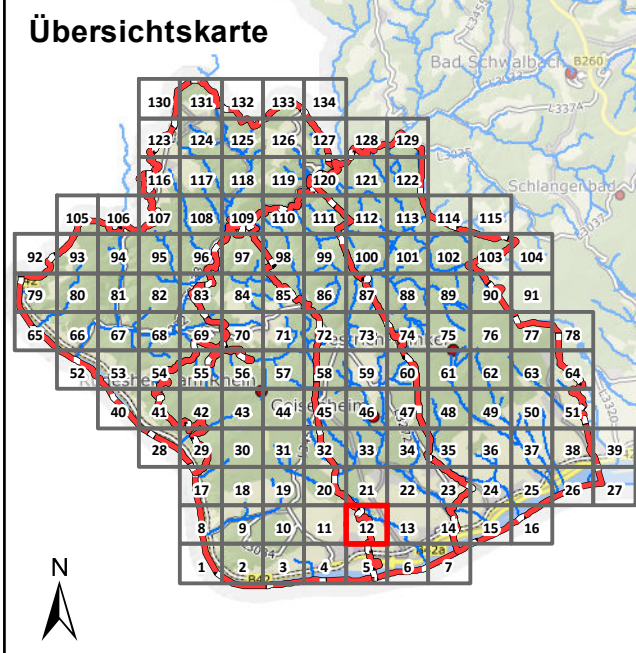 Übersichtskarte
Bad Schwalbach
B260
L3374
L3035
Schlangenbad
L3037
130 131 132 133 134
123 124 125 126 127 128 129
116 117 118 119 120 121 122
105 106 107 108 109 110 111 112 113 114 115
92 93 94 95 96 97 98 99 100 101 102 103 104
79 80 81 82 83 84 85 86 87 88 89 90 91
65 66 67 68 69 70 71 72 73 74 75 76 77 78
52 53 54 55 56 57 58 59 60 61 62 63 64
40 41 42 43 44 45 46 47 48 49 50 51
28 29 30 31 32 33 34 35 36 37 38 39
17 18 19 20 21 22 23 24 25 26 27
8 9 10 11 12 13 14 15 16
1 2 3 4 5 6 7
L3034
B42
B42a
L3320
N